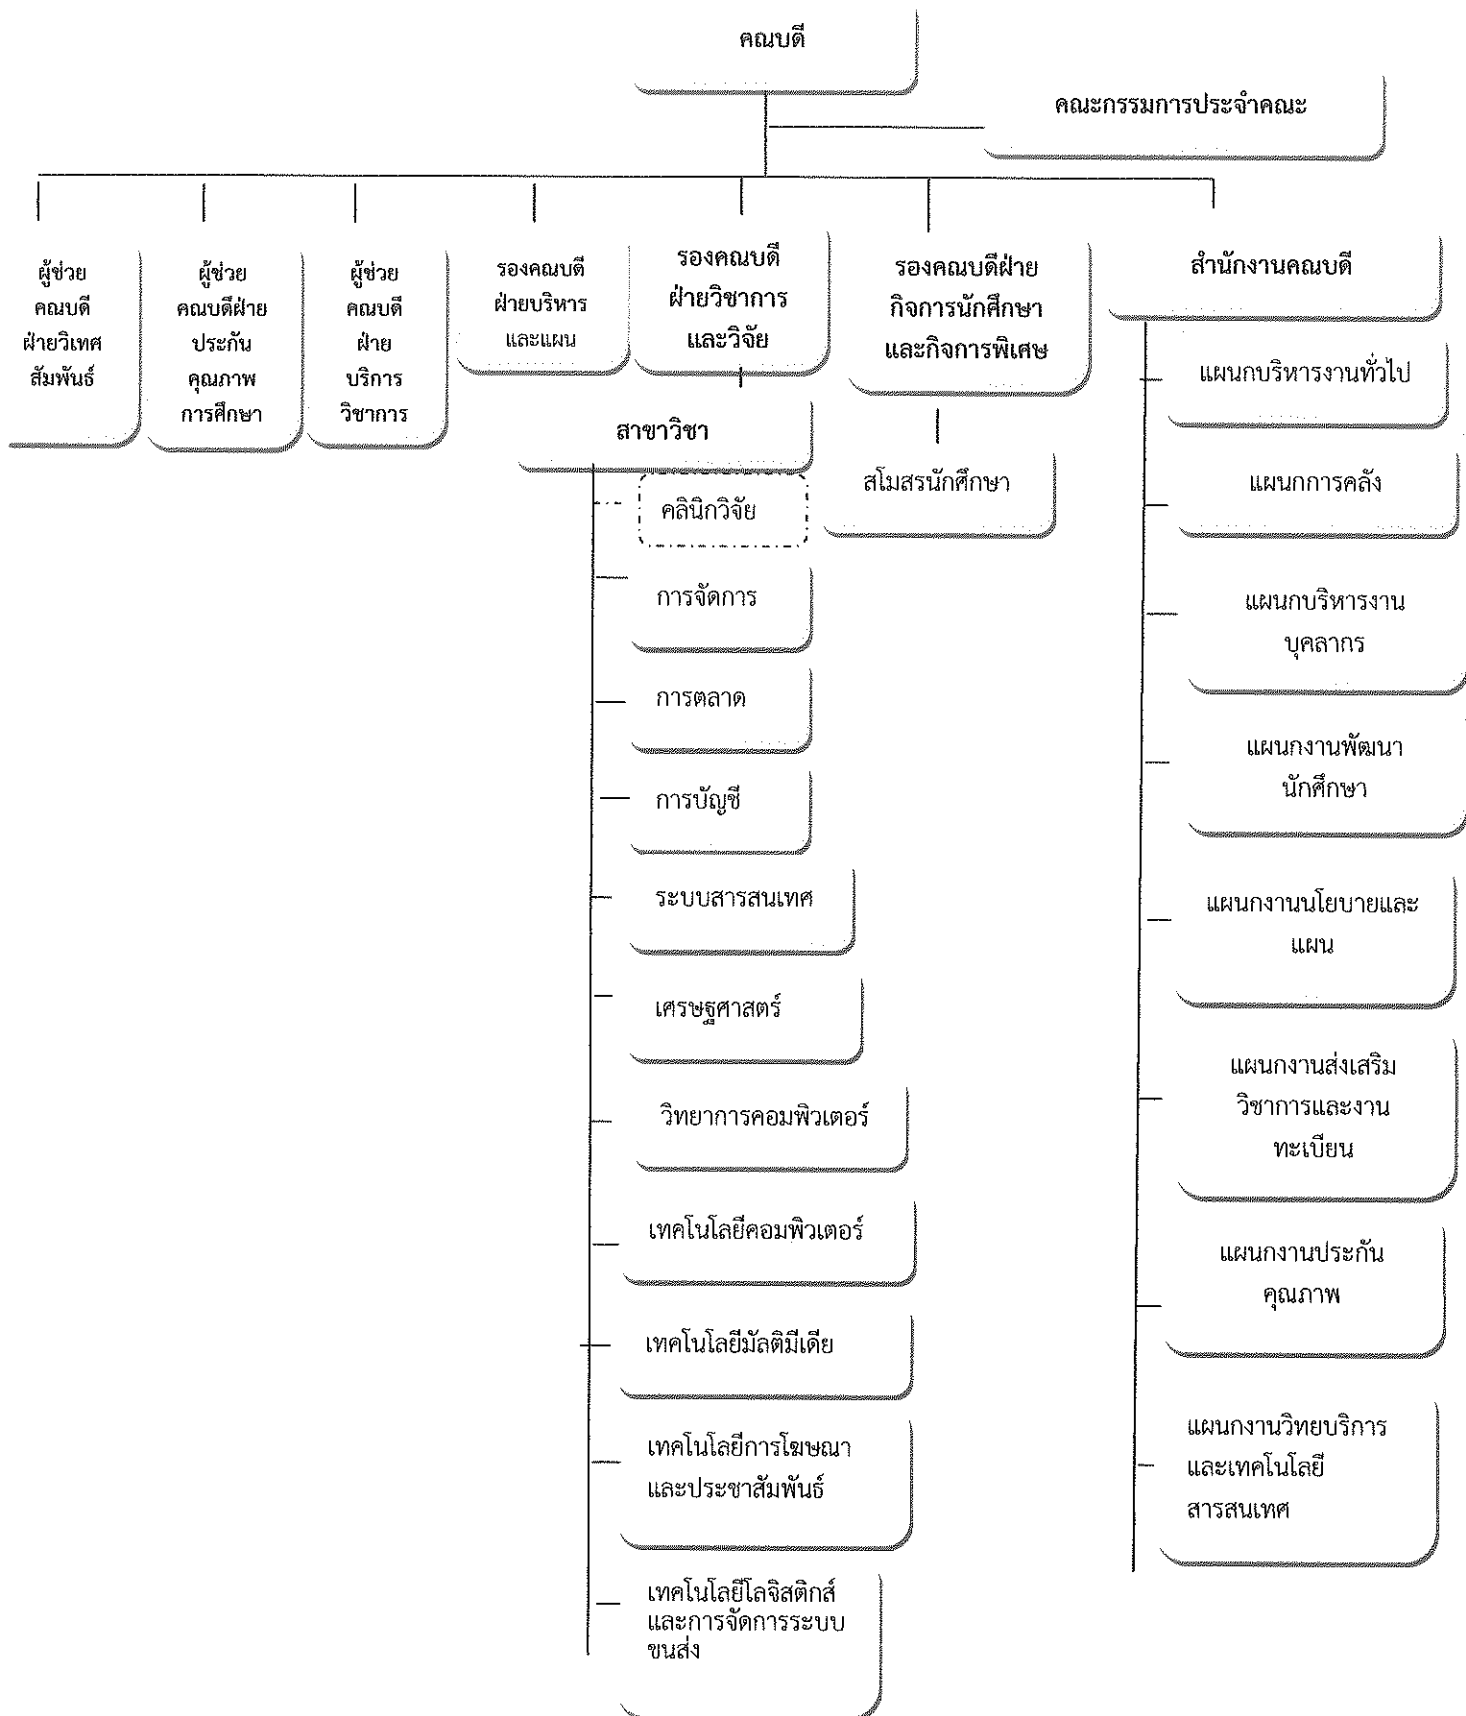 คณบดี
คณะกรรมการประจำคณะ
ผู้ช่วย
คณบดี
ฝ่ายวิเทศ
สัมพันธ์
ผู้ช่วย
คณบดีฝ่าย
ประกัน
คุณภาพ
การศึกษา
ผู้ช่วย
คณบดี
ฝ่าย
บริการ
วิชาการ
รองคณบดี
ฝ่ายบริหาร
และแผน
รองคณบดี
ฝ่ายวิชาการ
และวิจัย
รองคณบดีฝ่าย
กิจการนักศึกษา
และกิจการพิเศษ
สำนักงานคณบดี
สาขาวิชา
คลินิกวิจัย
การจัดการ
การตลาด
การบัญชี
ระบบสารสนเทศ
เศรษฐศาสตร์
วิทยาการคอมพิวเตอร์
เทคโนโลยีคอมพิวเตอร์
เทคโนโลยีมัลติมีเดีย
เทคโนโลยีการโฆษณา
และประชาสัมพันธ์
เทคโนโลยีโลจิสติกส์
และการจัดการระบบ
ขนส่ง
สโมสรนักศึกษา
แผนกบริหารงานทั่วไป
แผนกการคลัง
แผนกบริหารงาน
บุคลากร
แผนกงานพัฒนา
นักศึกษา
แผนกงานนโยบายและ
แผน
แผนกงานส่งเสริม
วิชาการและงาน
ทะเบียน
แผนกงานประกัน
คุณภาพ
แผนกงานวิทยบริการ
และเทคโนโลยี
สารสนเทศ